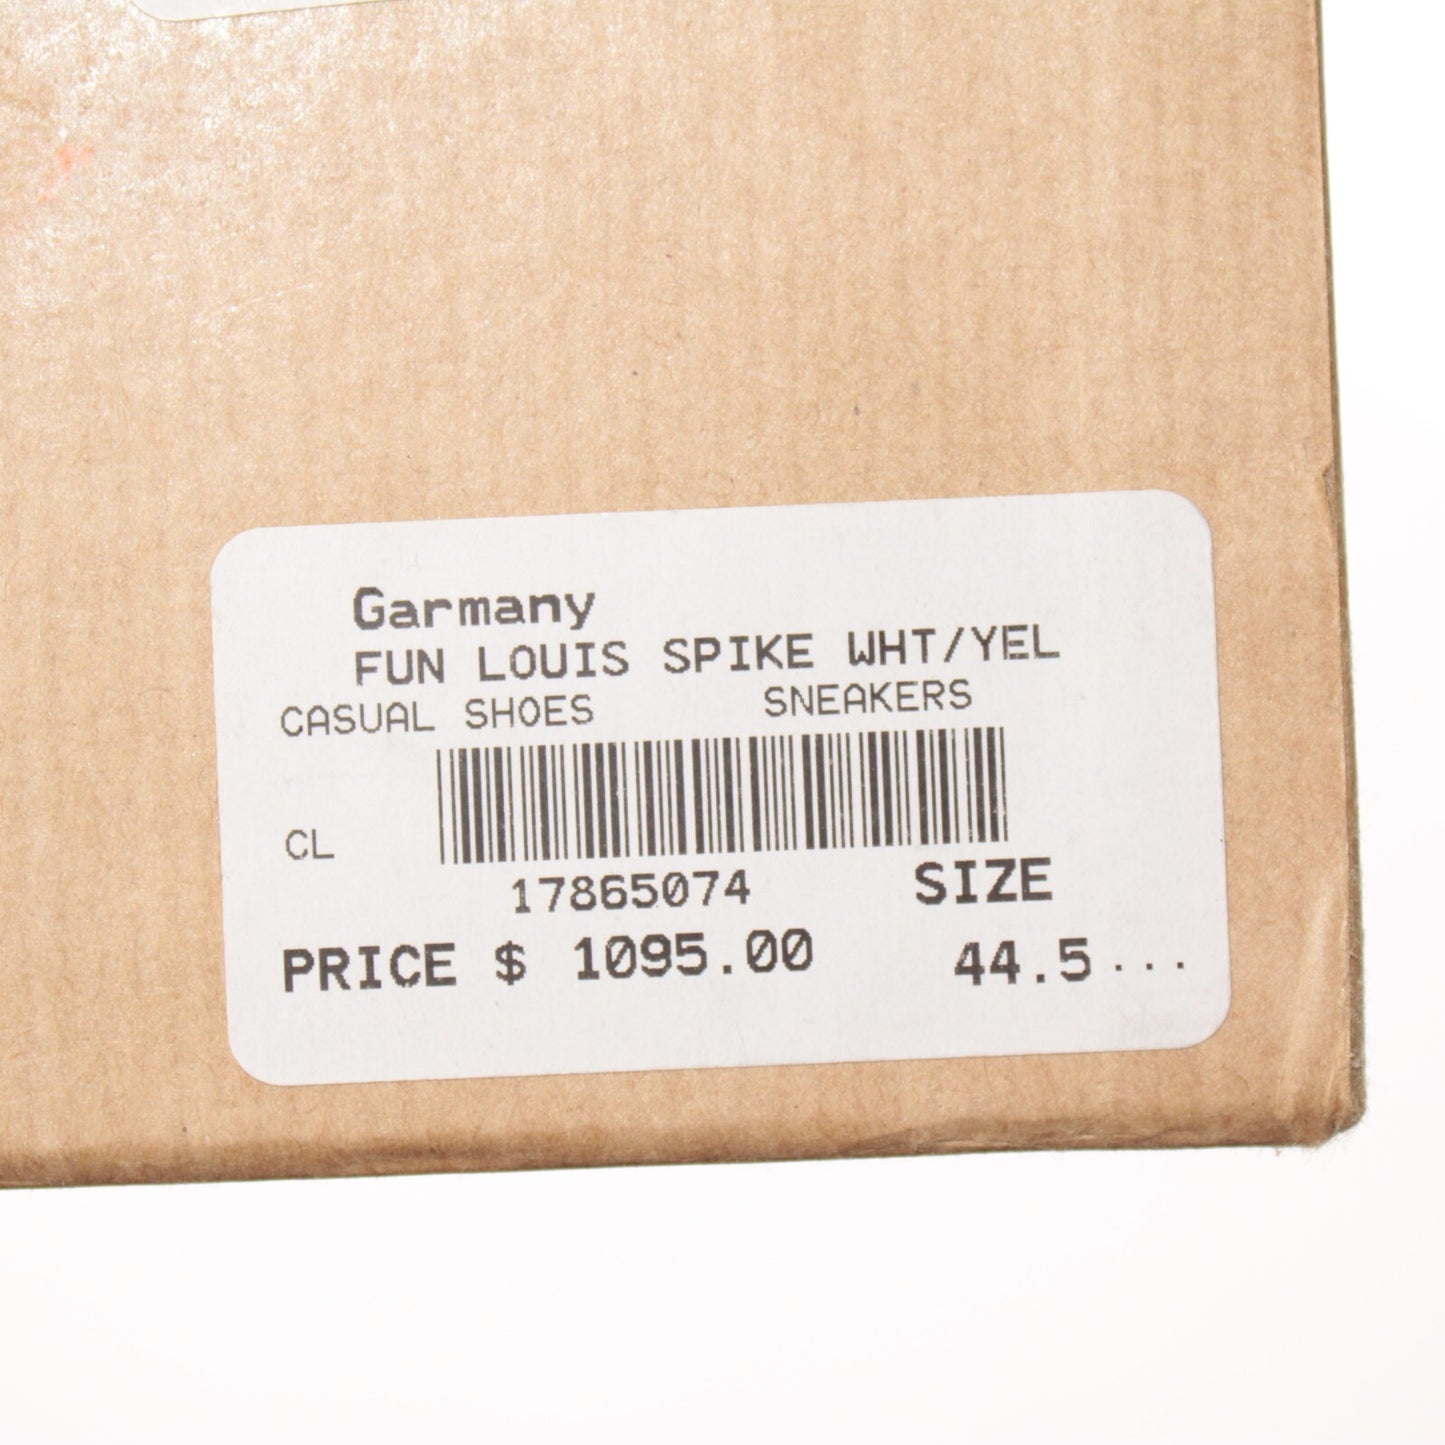 Garmany
FUN LOUIS SPIKE WHT/YEL
CASUAL SHOES SNEAKERS
CL
17865074 SIZE
PRICE $ 1095.00 44.5...